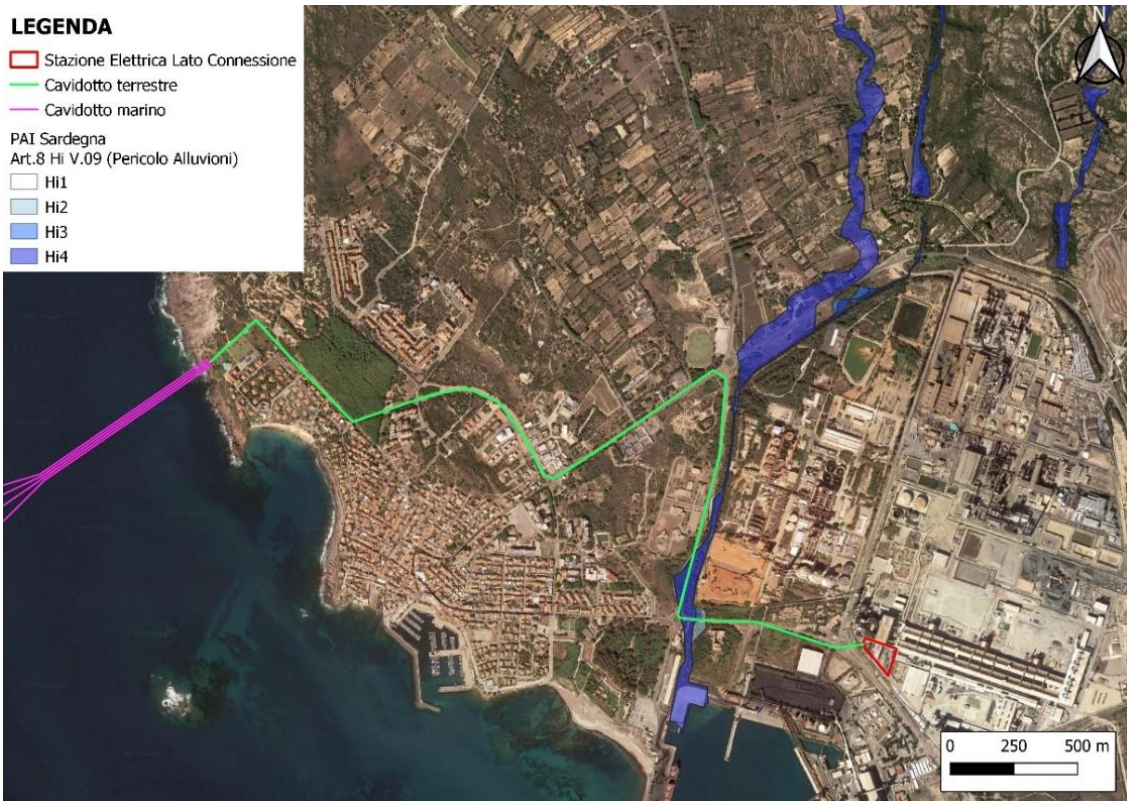 LEGENDA
Stazione Elettrica Lato Connessione
Cavidotto terrestre
Cavidotto marino
PAI Sardegna
Art.8 Hi V.09 (Pericolo Alluvioni)
Hi1
Hi2
Hi3
Hi4
N
0 250 500 m